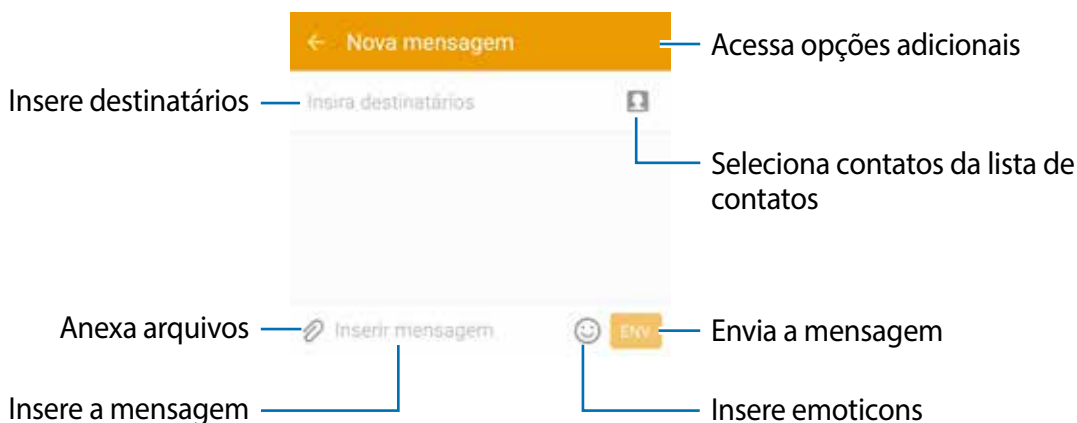 Nova mensagem
Acessa opções adicionais
Insere destinatários
Insira destinatários
Seleciona contatos da lista de
contatos
Anexa arquivos
Inserir mensagem
ENV
Envia a mensagem
Insere a mensagem
Insere emoticons